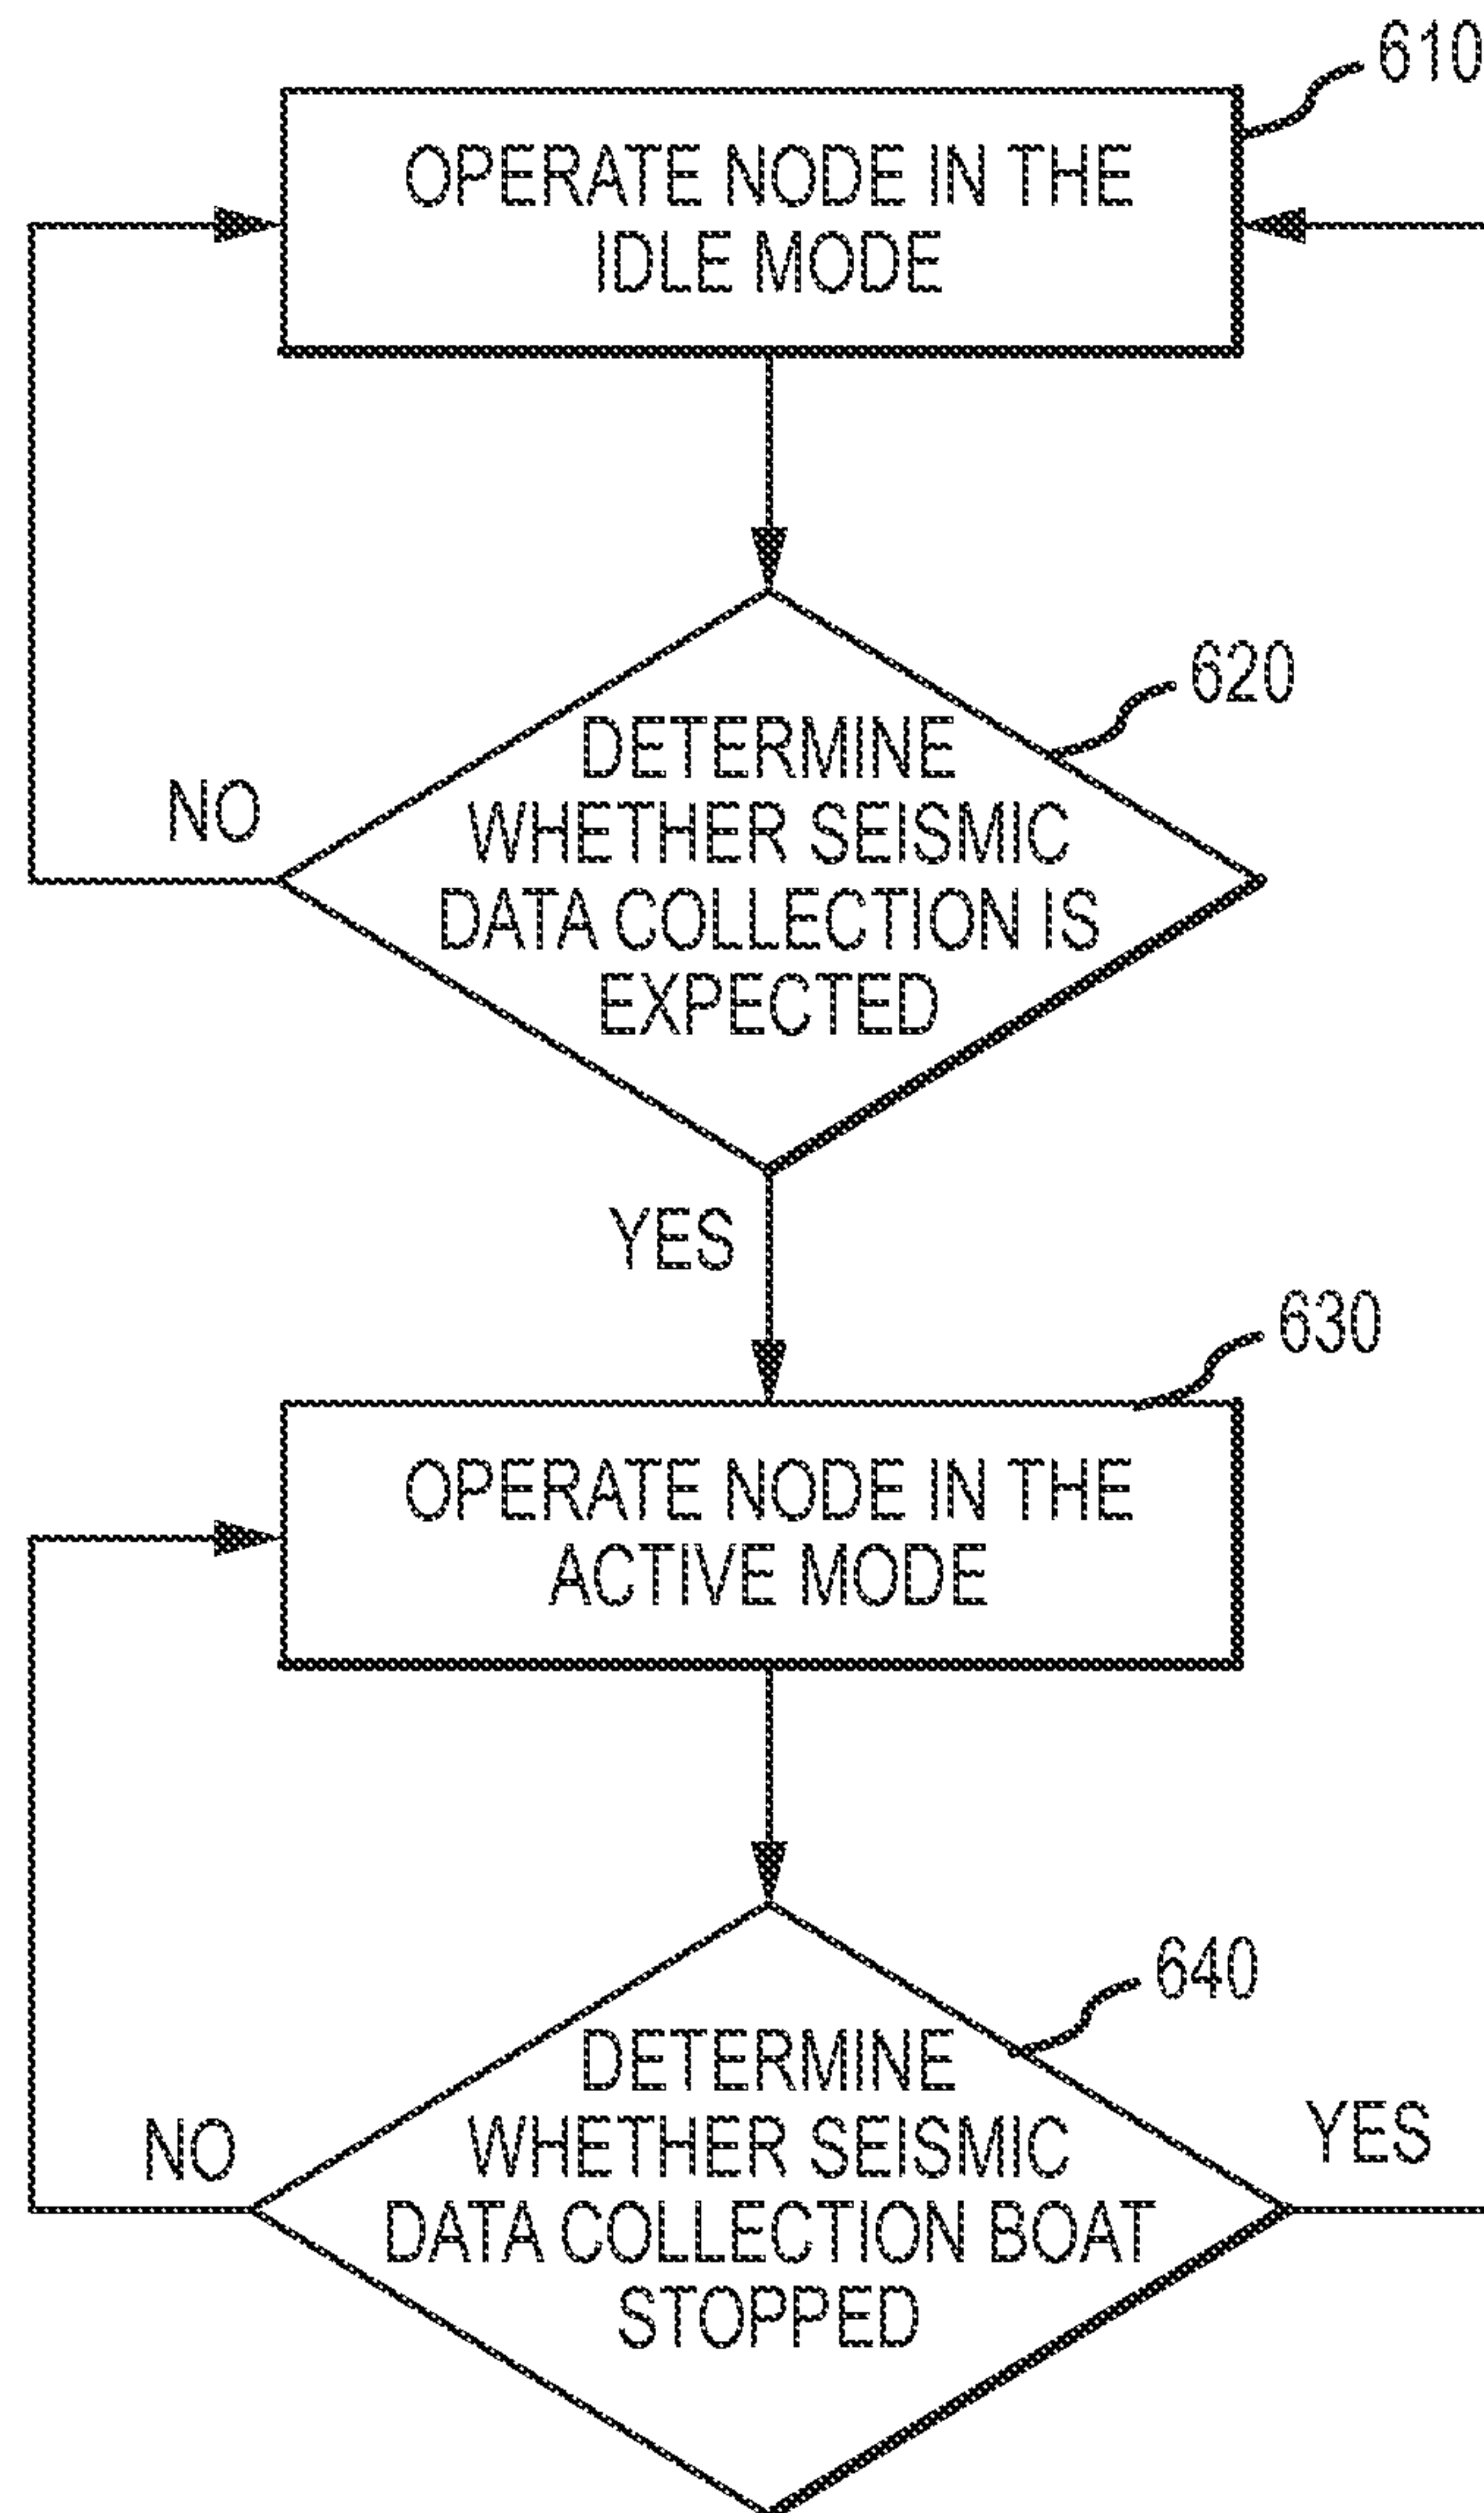 610
OPERATE NODE IN THE
IDLE MODE
620
DETERMINE
WHETHER SEISMIC
DATA COLLECTION IS
EXPECTED
NO
YES
630
OPERATE NODE IN THE
ACTIVE MODE
640
DETERMINE
WHETHER SEISMIC
DATA COLLECTION BOAT
STOPPED
NO
YES